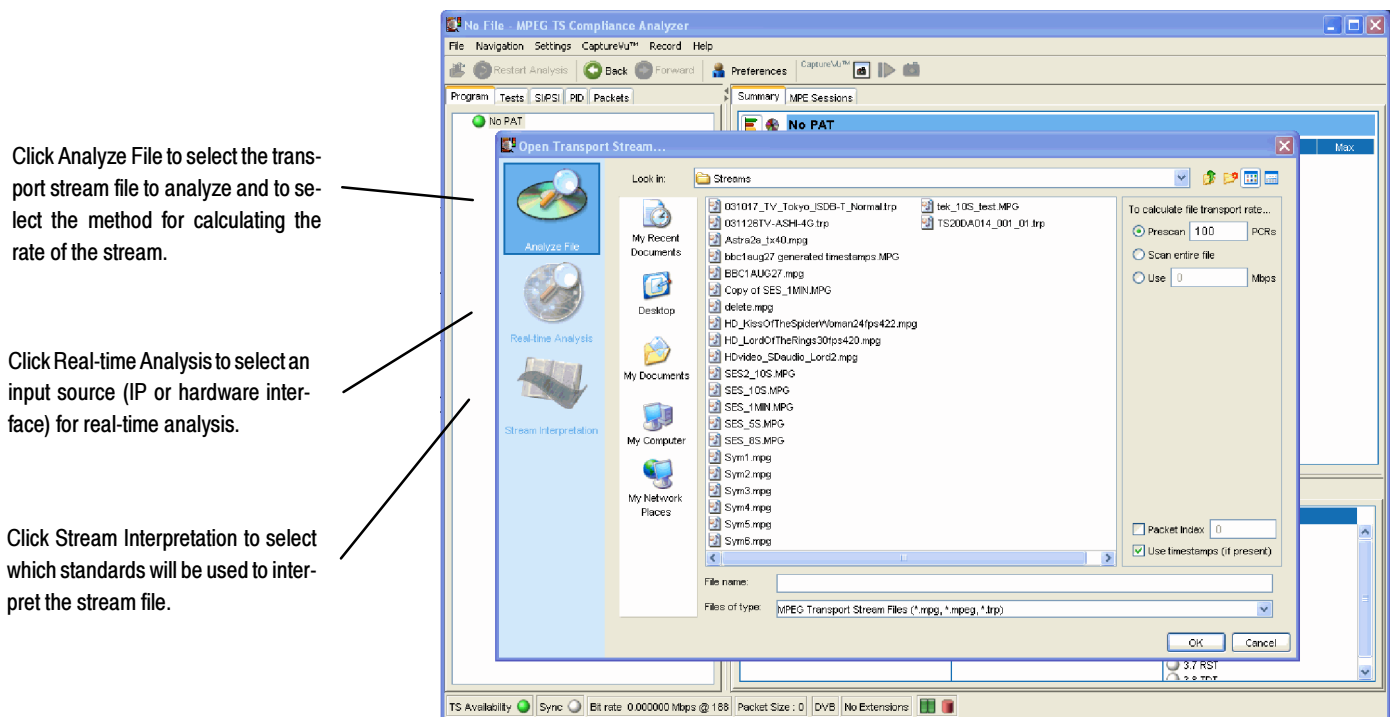 Click Analyze File to select the trans-
port stream file to analyze and to se-
lect the method for calculating the
rate of the stream.
Click Real-time Analysis to select an
input source (IP or hardware inter-
face) for real-time analysis.
Click Stream Interpretation to select
which standards will be used to inter-
pret the stream file.
No File - MPEG TS Compliance Analyzer
File Navigation Settings CaptureVu™ Record Help
Restart Analysis Back Forward Preferences CaptureVu™
Program Tests SI/PSI PID Packets
Summary MPE Sessions
No PAT
No PAT
Max
Open Transport Stream...
Analyze File
Real-time Analysis
Stream Interpretation
Look in: Streams
My Recent
Documents
Desktop
My Documents
My Computer
My Network
Places
031017_TV_Tokyo_ISDB-T_Normal.trp
031128TV-ASHI-4G.trp
Astra2a_tx40.mpg
bbc1aug27 generated timestamps.MPG
BBC1AUG27.mpg
Copy of SES_1MIN.MPG
delete.mpg
HD_KissOfTheSpiderWoman24fps422.mpg
HD_LordOfTheRings30fps420.mpg
HDvideo_SDaudio_Lord2.mpg
SES2_10S.MPG
SES_10S.MPG
SES_1MIN.MPG
SES_5S.MPG
SES_8S.MPG
Sym1.mpg
Sym2.mpg
Sym3.mpg
Sym4.mpg
Sym5.mpg
Sym6.mpg
tek_10S_test.MPG
TS20DA014_001_01.trp
To calculate file transport rate...
Prescan 100 PCRs
Scan entire file
Use 0 Mbps
Packet Index 0
Use timestamps (if present)
File name:
Files of type: MPEG Transport Stream Files (*.mpg, *.mpeg, *.trp)
OK Cancel
3.7 RST
3.8 TDT
TS Availability Sync Bit rate 0.000000 Mbps @ 188 Packet Size : 0 DVB No Extensions